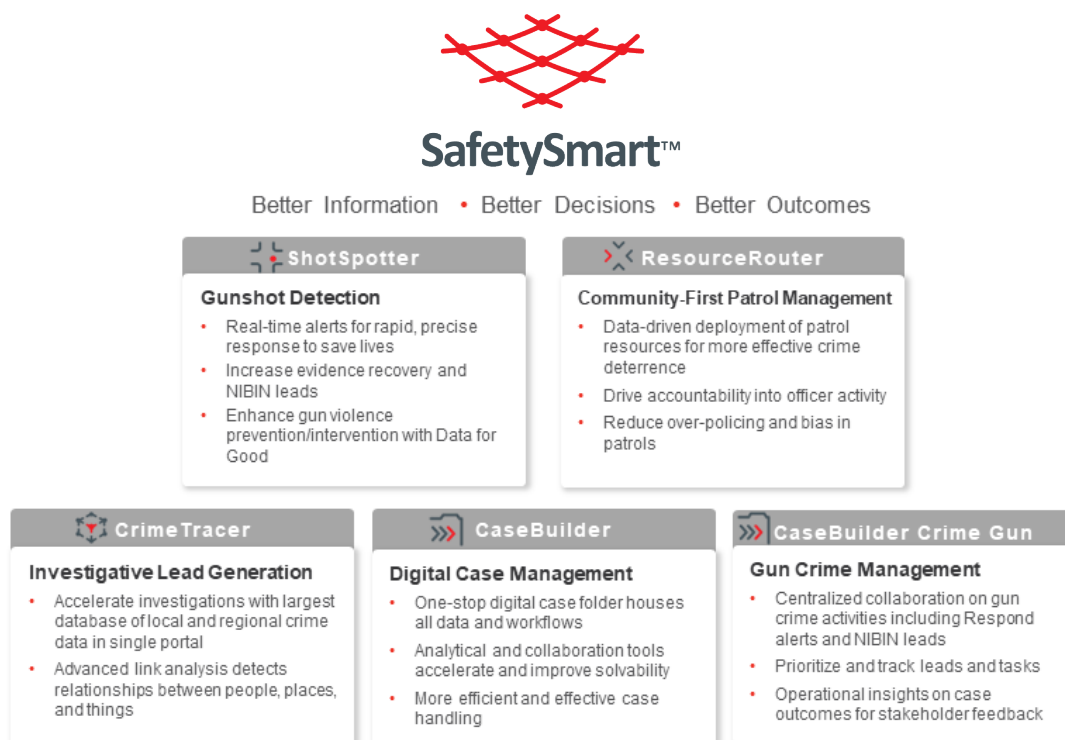 SafetySmart™
Better Information • Better Decisions • Better Outcomes
ShotSpotter
Gunshot Detection
• Real-time alerts for rapid, precise
response to save lives
• Increase evidence recovery and
NIBIN leads
• Enhance gun violence
prevention/intervention with Data for
Good
ResourceRouter
Community-First Patrol Management
• Data-driven deployment of patrol
resources for more effective crime
deterrence
• Drive accountability into officer activity
• Reduce over-policing and bias in
patrols
CrimeTracer
Investigative Lead Generation
• Accelerate investigations with largest
database of local and regional crime
data in single portal
• Advanced link analysis detects
relationships between people, places,
and things
CaseBuilder
Digital Case Management
• One-stop digital case folder houses
all data and workflows
• Analytical and collaboration tools
accelerate and improve solvability
• More efficient and effective case
handling
CaseBuilder Crime Gun
Gun Crime Management
• Centralized collaboration on gun
crime activities including Respond
alerts and NIBIN leads
• Prioritize and track leads and tasks
• Operational insights on case
outcomes for stakeholder feedback